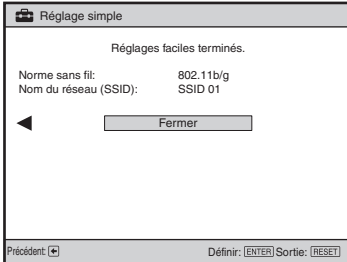 Réglage simple
Réglages faciles terminés.
Norme sans fil: 802.11b/g
Nom du réseau (SSID): SSID 01
Fermer
Précédent: Définir: ENTER Sortie: RESET